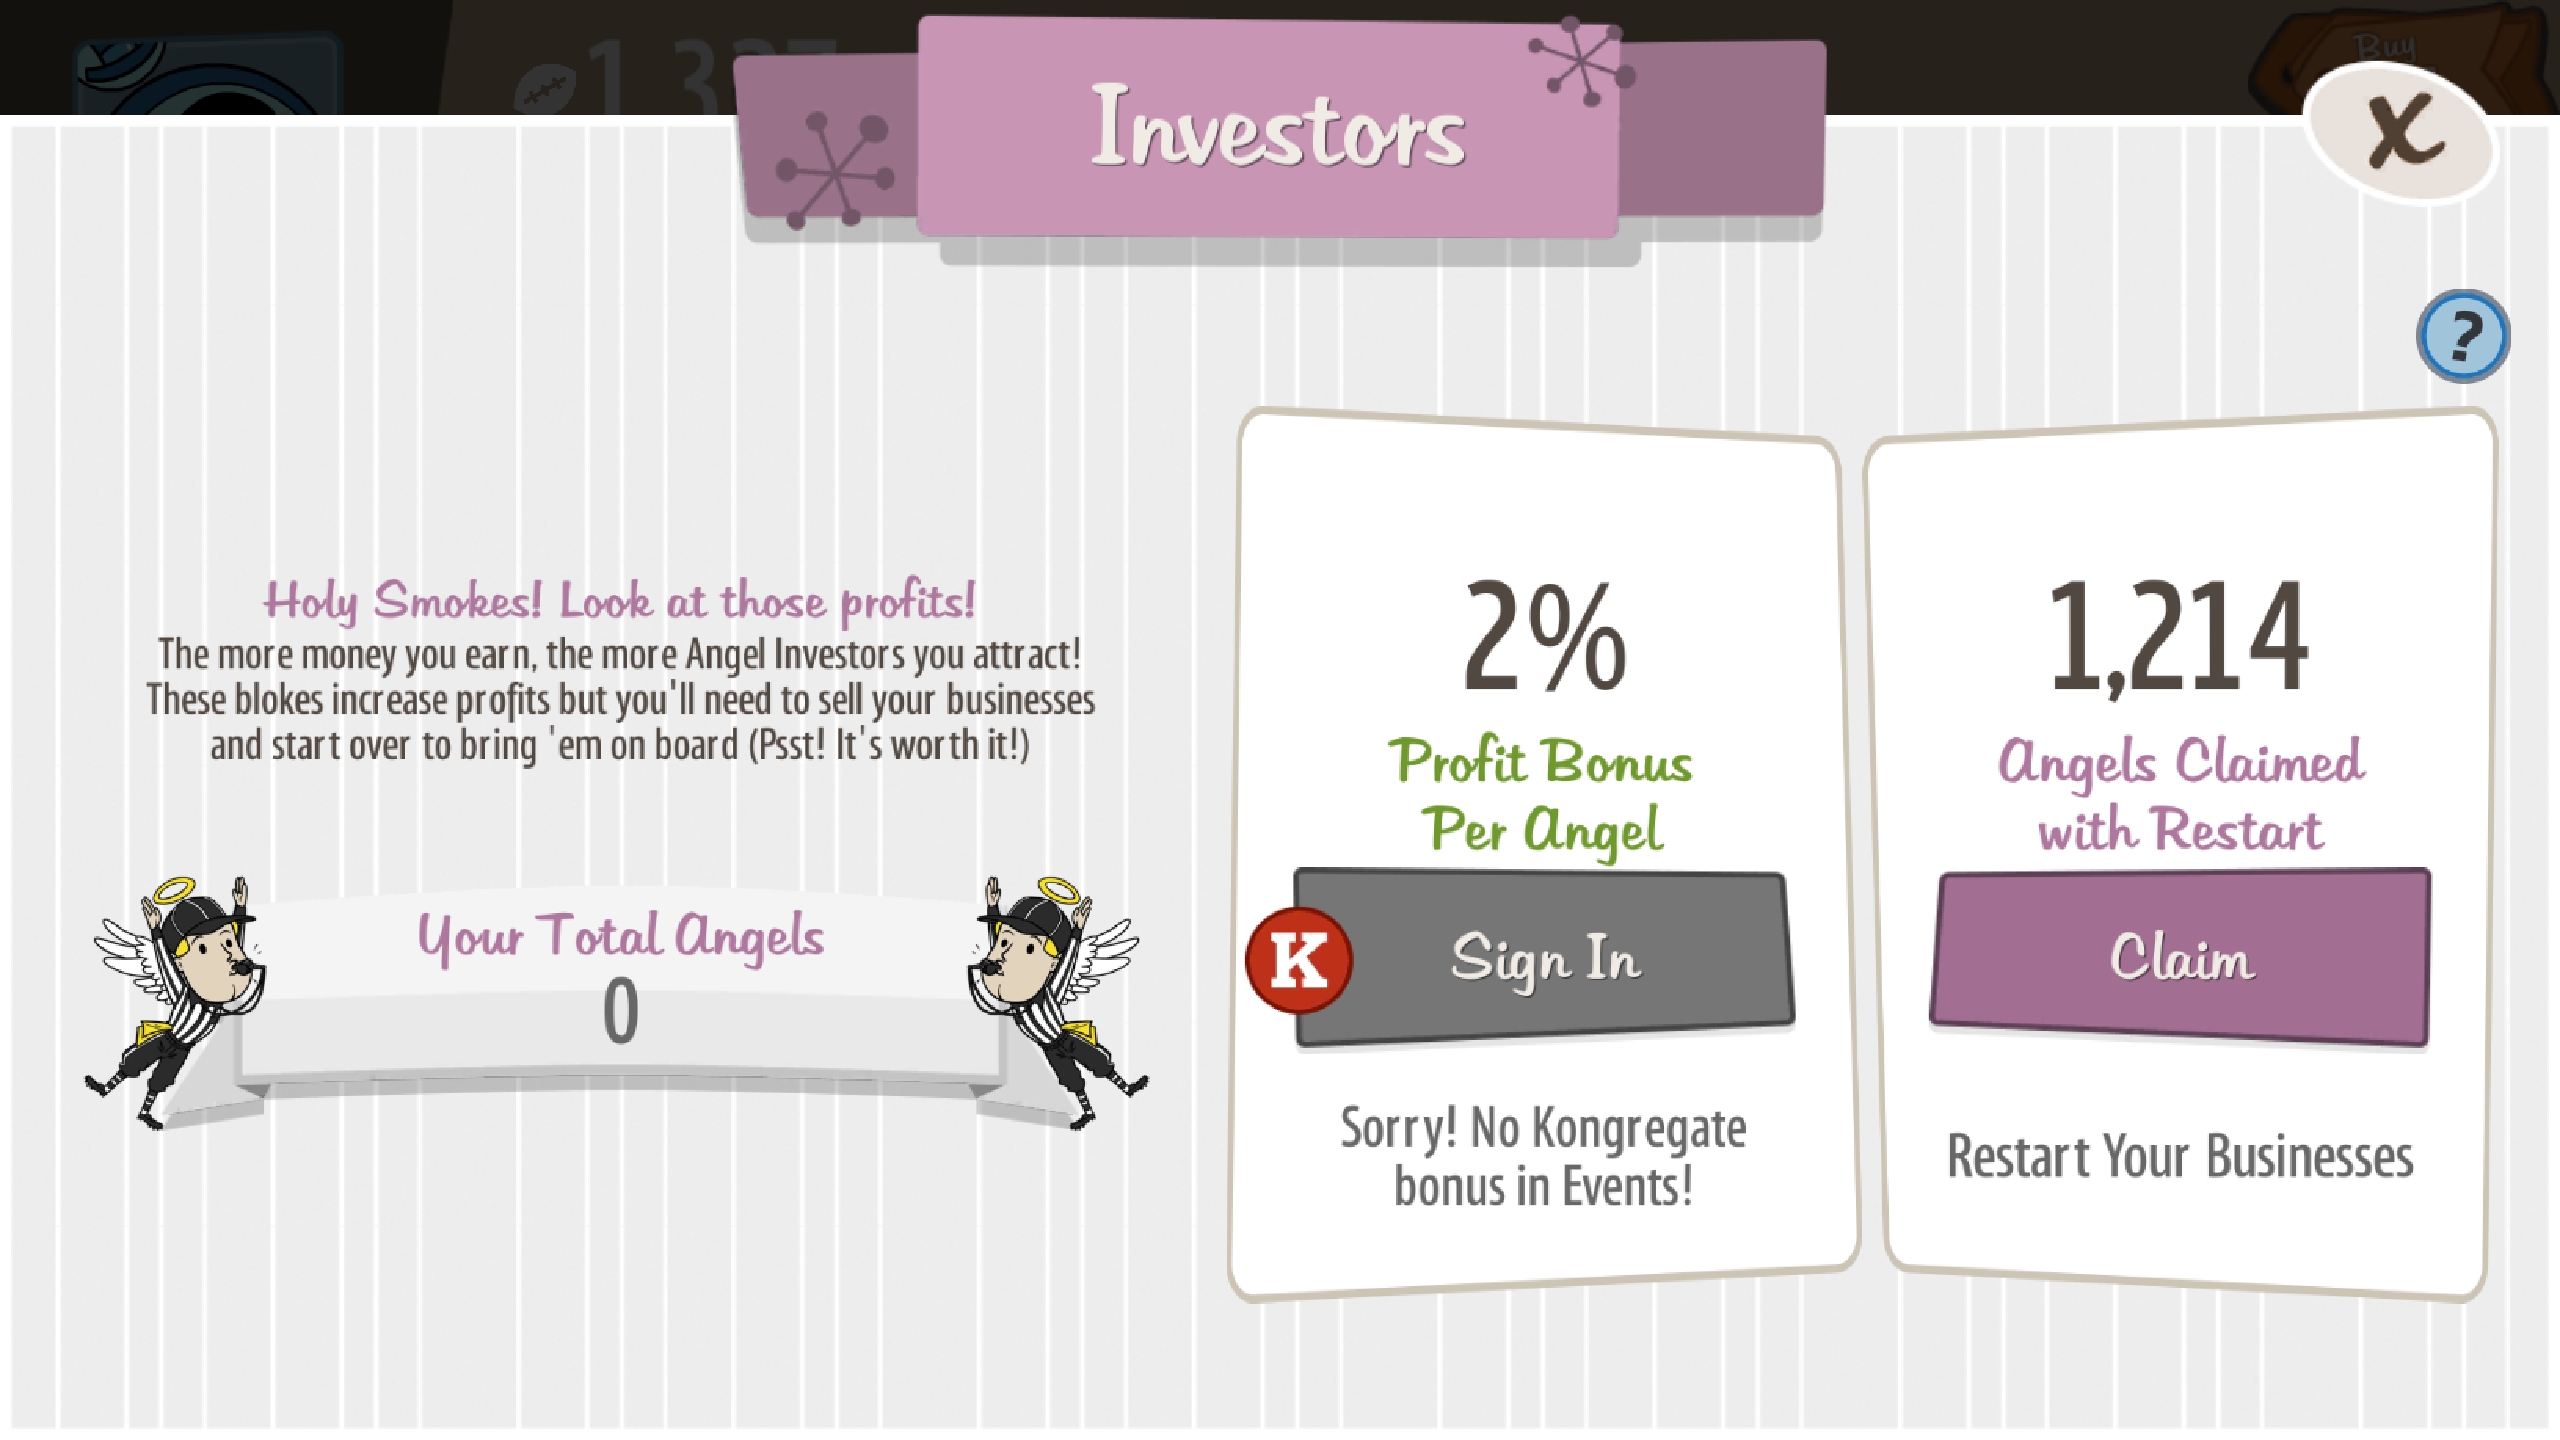 Buy
Investors
X
?
Holy Smokes! Look at those profits!
The more money you earn, the more Angel Investors you attract!
These blokes increase profits but you'll need to sell your businesses
and start over to bring 'em on board (Psst! It's worth it!)
Your Total Angels
0
2%
Profit Bonus
Per Angel
K
Sign In
Sorry! No Kongregate
bonus in Events!
1,214
Angels Claimed
with Restart
Claim
Restart Your Businesses